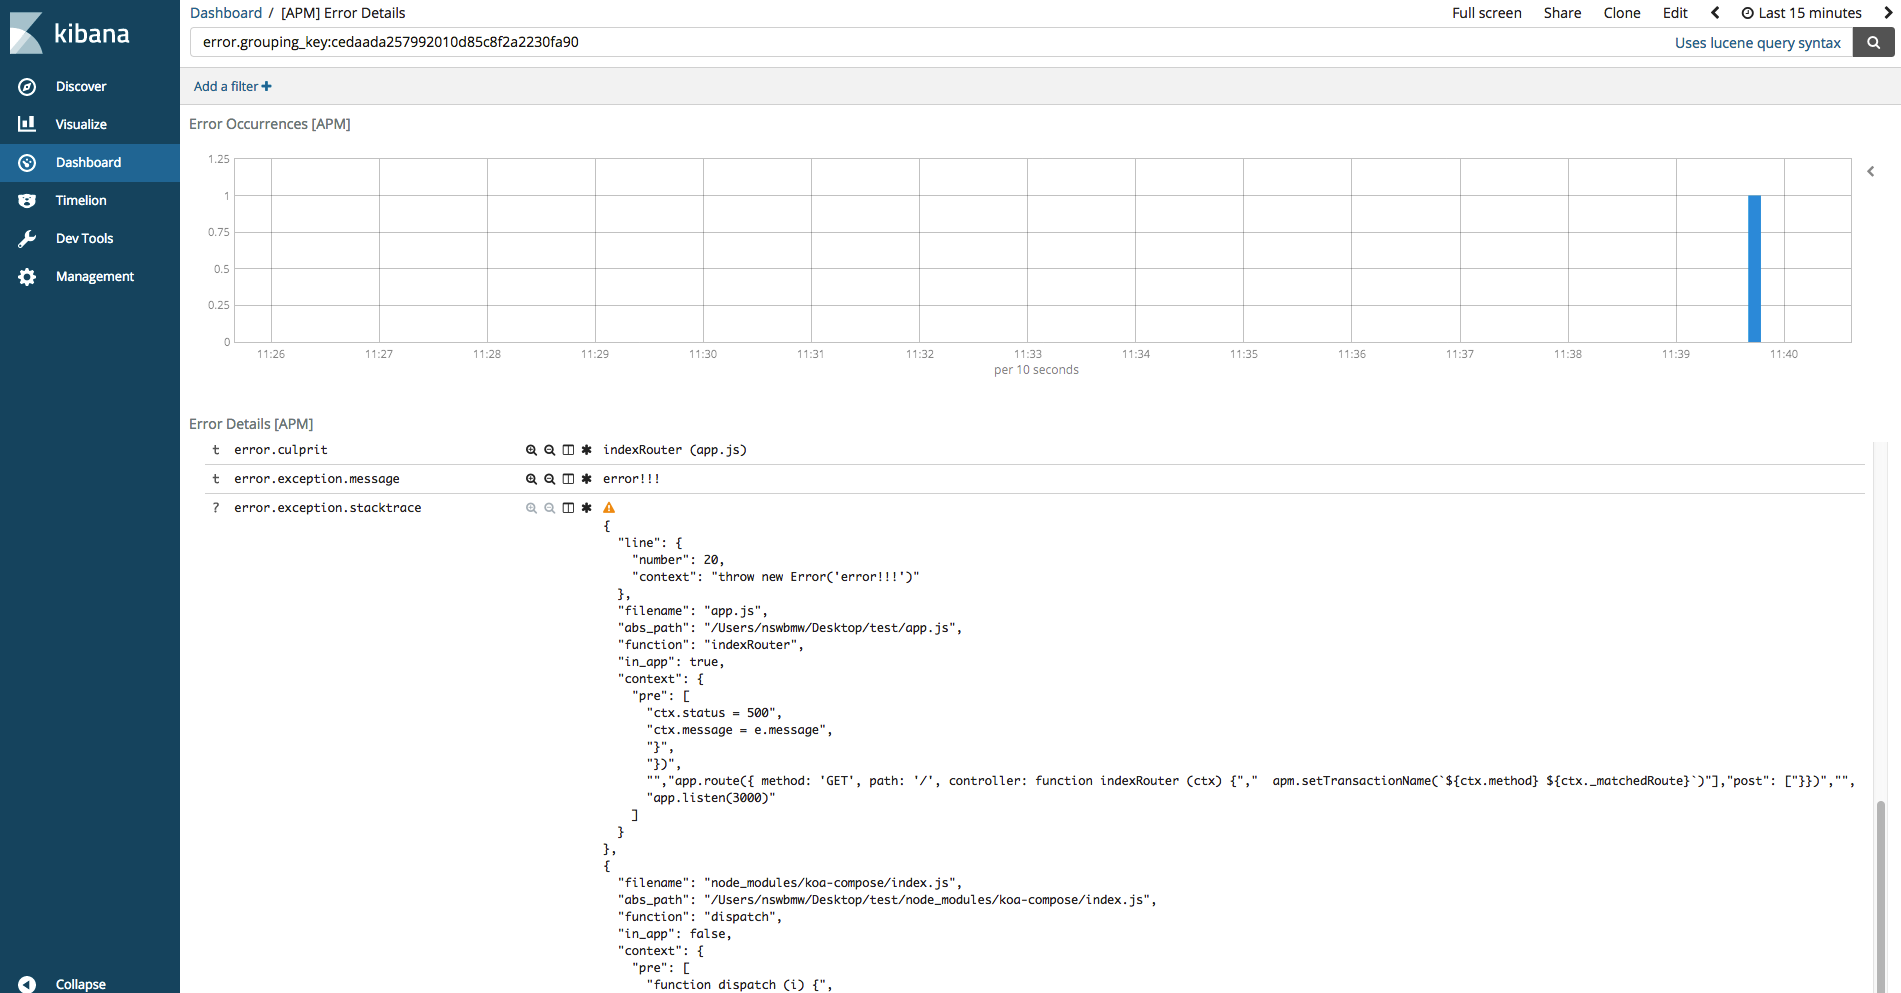 kibana
Discover
Visualize
Dashboard
Timelion
Dev Tools
Management
Collapse
Dashboard / [APM] Error Details
Full screen Share Clone Edit Last 15 minutes
error.grouping_key:cedaada257992010d85c8f2a2230fa90
Uses lucene query syntax
Add a filter +
Error Occurrences [APM]
1.25
1
0.75
0.5
0.25
0
11:26 11:27 11:28 11:29 11:30 11:31 11:32 11:33 11:34 11:35 11:36 11:37 11:38 11:39 11:40
per 10 seconds
Error Details [APM]
t error.culprit indexRouter (app.js)
t error.exception.message error!!!
? error.exception.stacktrace
{
"line": {
"number": 20,
"context": "throw new Error('error!!!')"
},
"filename": "app.js",
"abs_path": "/Users/nswbmw/Desktop/test/app.js",
"function": "indexRouter",
"in_app": true,
"context": {
"pre": [
"ctx.status = 500",
"ctx.message = e.message",
"}",
"})",
"","app.route({ method: 'GET', path: '/', controller: function indexRouter (ctx) {","  apm.setTransactionName(`${ctx.method} ${ctx._matchedRoute}`)"],"post": ["}})","",
"app.listen(3000)"
]
}
},
{
"filename": "node_modules/koa-compose/index.js",
"abs_path": "/Users/nswbmw/Desktop/test/node_modules/koa-compose/index.js",
"function": "dispatch",
"in_app": false,
"context": {
"pre": [
"function dispatch (i) {",